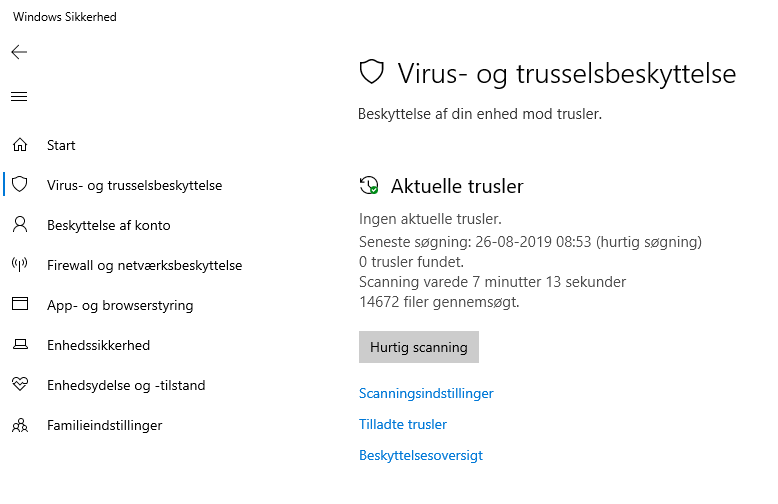 Windows Sikkerhed
Start
Virus- og trusselsbeskyttelse
Beskyttelse af konto
Firewall og netværksbeskyttelse
App- og browserstyring
Enhedssikkerhed
Enhedsydelse og -tilstand
Familieindstillinger
Virus- og trusselsbeskyttelse
Beskyttelse af din enhed mod trusler.
Aktuelle trusler
Ingen aktuelle trusler.
Seneste søgning: 26-08-2019 08:53 (hurtig søgning)
0 trusler fundet.
Scanning varede 7 minutter 13 sekunder
14672 filer gennemsøgt.
Hurtig scanning
Scanningsindstillinger
Tilladte trusler
Beskyttelsesoversigt